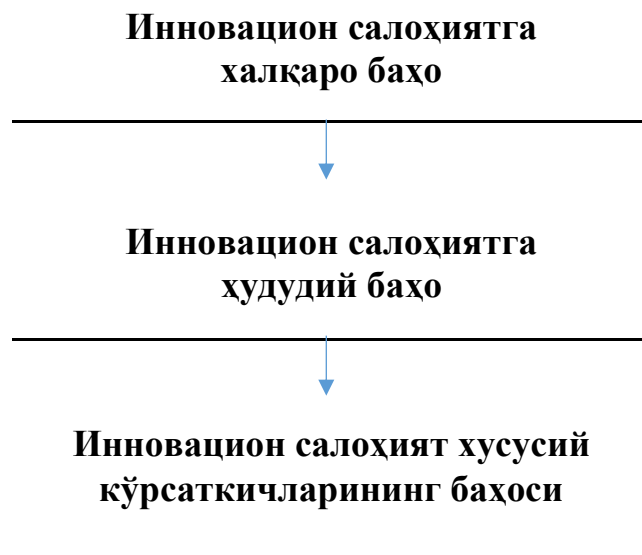 Инновацион салоҳиятга
халқаро баҳо
Инновацион салоҳиятга
ҳудудий баҳо
Инновацион салоҳият хусусий
кўрсаткичларининг баҳоси